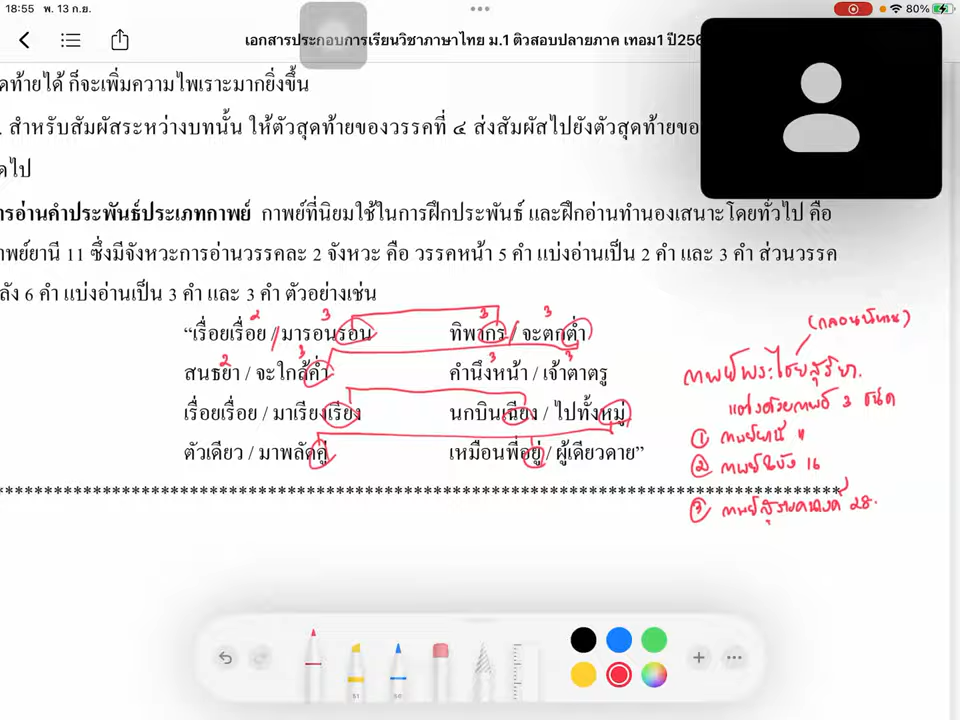 18:55 พ. 13 ก.ย.
80%
เอกสารประกอบการเรียนวิชาภาษาไทย ม.1 ติวสอบปลายภาค เทอม1 ปี256
ดท้ายได้ ก็จะเพิ่มความไพเราะมากยิ่งขึ้น
. สำหรับสัมผัสระหว่างบทนั้น ให้ตัวสุดท้ายของวรรคที่ ๔ ส่งสัมผัสไปยังตัวสุดท้ายขอ
ดไป
ารอ่านคำประพันธ์ประเภทกาพย์ กาพย์ที่นิยมใช้ในการฝึกประพันธ์ และฝึกอ่านทำนองเสนาะโดยทั่วไป คือ
าพย์ยานี 11 ซึ่งมีจังหวะการอ่านวรรคละ 2 จังหวะ คือ วรรคหน้า 5 คำ แบ่งอ่านเป็น 2 คำ และ 3 คำ ส่วนวรรค
ลัง 6 คำ แบ่งอ่านเป็น 3 คำ และ 3 คำ ตัวอย่างเช่น
2 3 3 3
“เรื่อยเรื่อย / มารอนรอน ทิพากร / จะตกต่ำ
2 3 3 3
สนธยา / จะใกล้ค่ำ คำนึงหน้า / เจ้าตาตรู
เรื่อยเรื่อย / มาเรียงเรียง นกบินเฉียง / ไปทั้งหมู่
ตัวเดียว / มาพลัดคู่ เหมือนพี่อยู่ / ผู้เดียวดาย”
(กลอนนิทาน)
กาพย์พระไชยสุริยา.
แต่งด้วยกาพย์ 3 ชนิด
① กาพย์ยานี 11
② กาพย์ฉบัง 16
③ กาพย์สุรางคนางค์ 28.